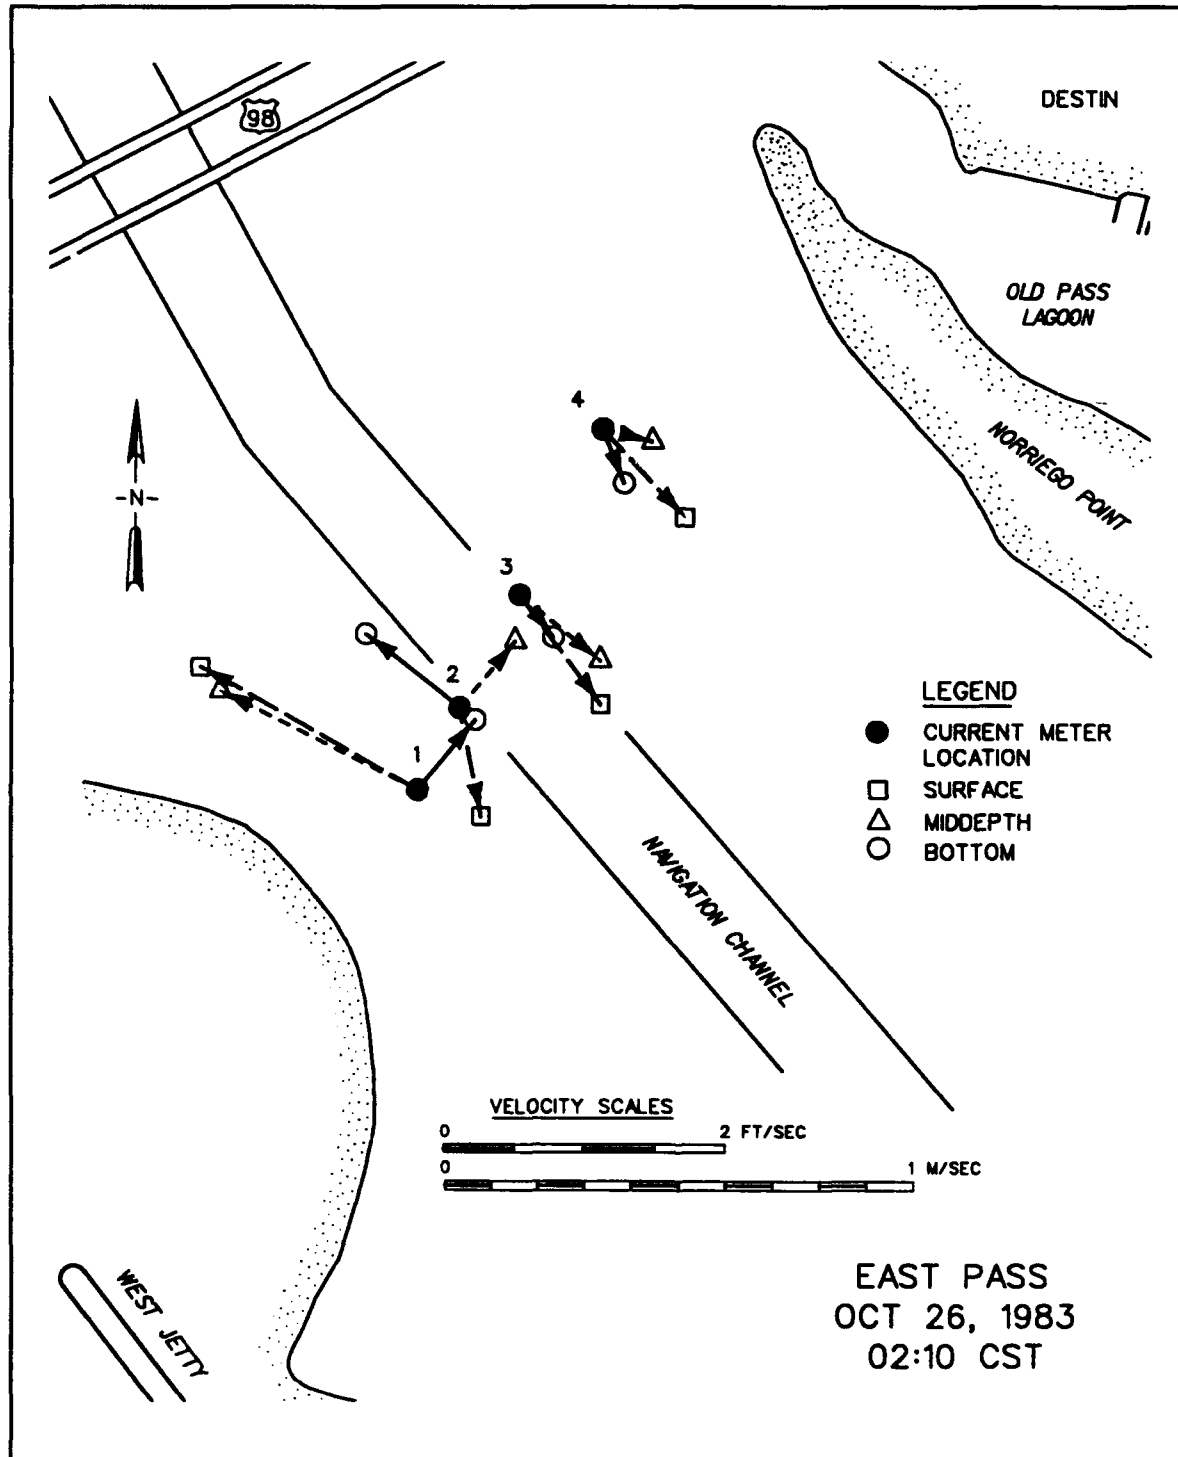 98
DESTIN
OLD PASS
LAGOON
NORRIEGO POINT
4
-N-
3
2
1
LEGEND
CURRENT METER
LOCATION
SURFACE
MIDDEPTH
BOTTOM
NAVIGATION CHANNEL
VELOCITY SCALES
0 2 FT/SEC
0 1 M/SEC
WEST JETTY
EAST PASS
OCT 26, 1983
02:10 CST